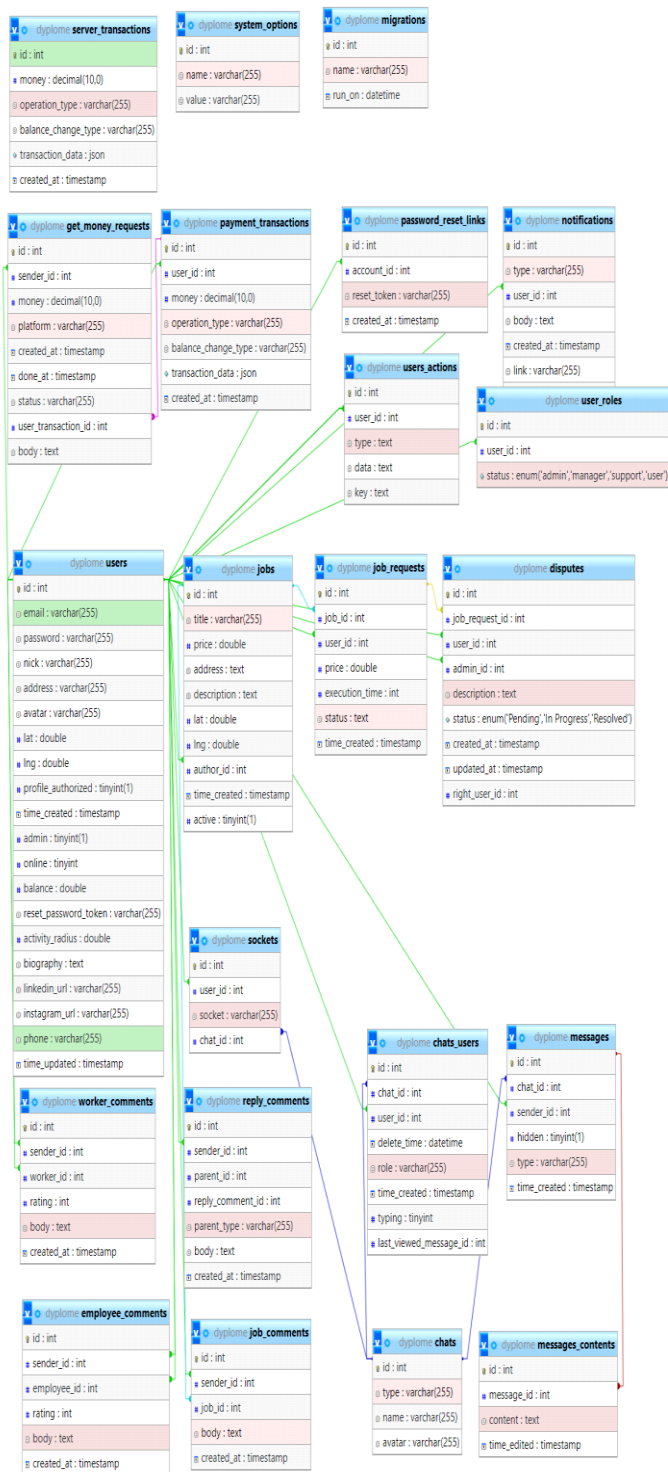 dyplome server_transactions
id : int
money : decimal(10,0)
operation_type : varchar(255)
balance_change_type : varchar(255)
transaction_data : json
created_at : timestamp
dyplome system_options
id : int
name : varchar(255)
value : varchar(255)
dyplome migrations
id : int
name : varchar(255)
run_on : datetime
dyplome get_money_requests
id : int
sender_id : int
money : decimal(10,0)
platform : varchar(255)
created_at : timestamp
done_at : timestamp
status : varchar(255)
user_transaction_id : int
body : text
dyplome payment_transactions
id : int
user_id : int
money : decimal(10,0)
operation_type : varchar(255)
balance_change_type : varchar(255)
transaction_data : json
created_at : timestamp
dyplome password_reset_links
id : int
account_id : int
reset_token : varchar(255)
created_at : timestamp
dyplome notifications
id : int
type : varchar(255)
user_id : int
body : text
created_at : timestamp
link : varchar(255)
dyplome users_actions
id : int
user_id : int
type : text
data : text
key : text
dyplome user_roles
id : int
user_id : int
status : enum('admin','manager','support','user')
dyplome users
id : int
email : varchar(255)
password : varchar(255)
nick : varchar(255)
address : varchar(255)
avatar : varchar(255)
lat : double
lng : double
profile_authorized : tinyint(1)
time_created : timestamp
admin : tinyint(1)
online : tinyint
balance : double
reset_password_token : varchar(255)
activity_radius : double
biography : text
linkedin_url : varchar(255)
instagram_url : varchar(255)
phone : varchar(255)
time_updated : timestamp
dyplome jobs
id : int
title : varchar(255)
price : double
address : text
description : text
lat : double
lng : double
author_id : int
time_created : timestamp
active : tinyint(1)
dyplome job_requests
id : int
job_id : int
user_id : int
price : double
execution_time : int
status : text
time_created : timestamp
dyplome disputes
id : int
job_request_id : int
user_id : int
admin_id : int
description : text
status : enum('Pending','In Progress','Resolved')
created_at : timestamp
updated_at : timestamp
right_user_id : int
dyplome sockets
id : int
user_id : int
socket : varchar(255)
chat_id : int
dyplome chats_users
id : int
chat_id : int
user_id : int
delete_time : datetime
role : varchar(255)
time_created : timestamp
typing : tinyint
last_viewed_message_id : int
dyplome messages
id : int
chat_id : int
sender_id : int
hidden : tinyint(1)
type : varchar(255)
time_created : timestamp
dyplome worker_comments
id : int
sender_id : int
worker_id : int
rating : int
body : text
created_at : timestamp
dyplome reply_comments
id : int
sender_id : int
parent_id : int
reply_comment_id : int
parent_type : varchar(255)
body : text
created_at : timestamp
dyplome employee_comments
id : int
sender_id : int
employee_id : int
rating : int
body : text
created_at : timestamp
dyplome job_comments
id : int
sender_id : int
job_id : int
body : text
created_at : timestamp
dyplome chats
id : int
type : varchar(255)
name : varchar(255)
avatar : varchar(255)
dyplome messages_contents
id : int
message_id : int
content : text
time_edited : timestamp